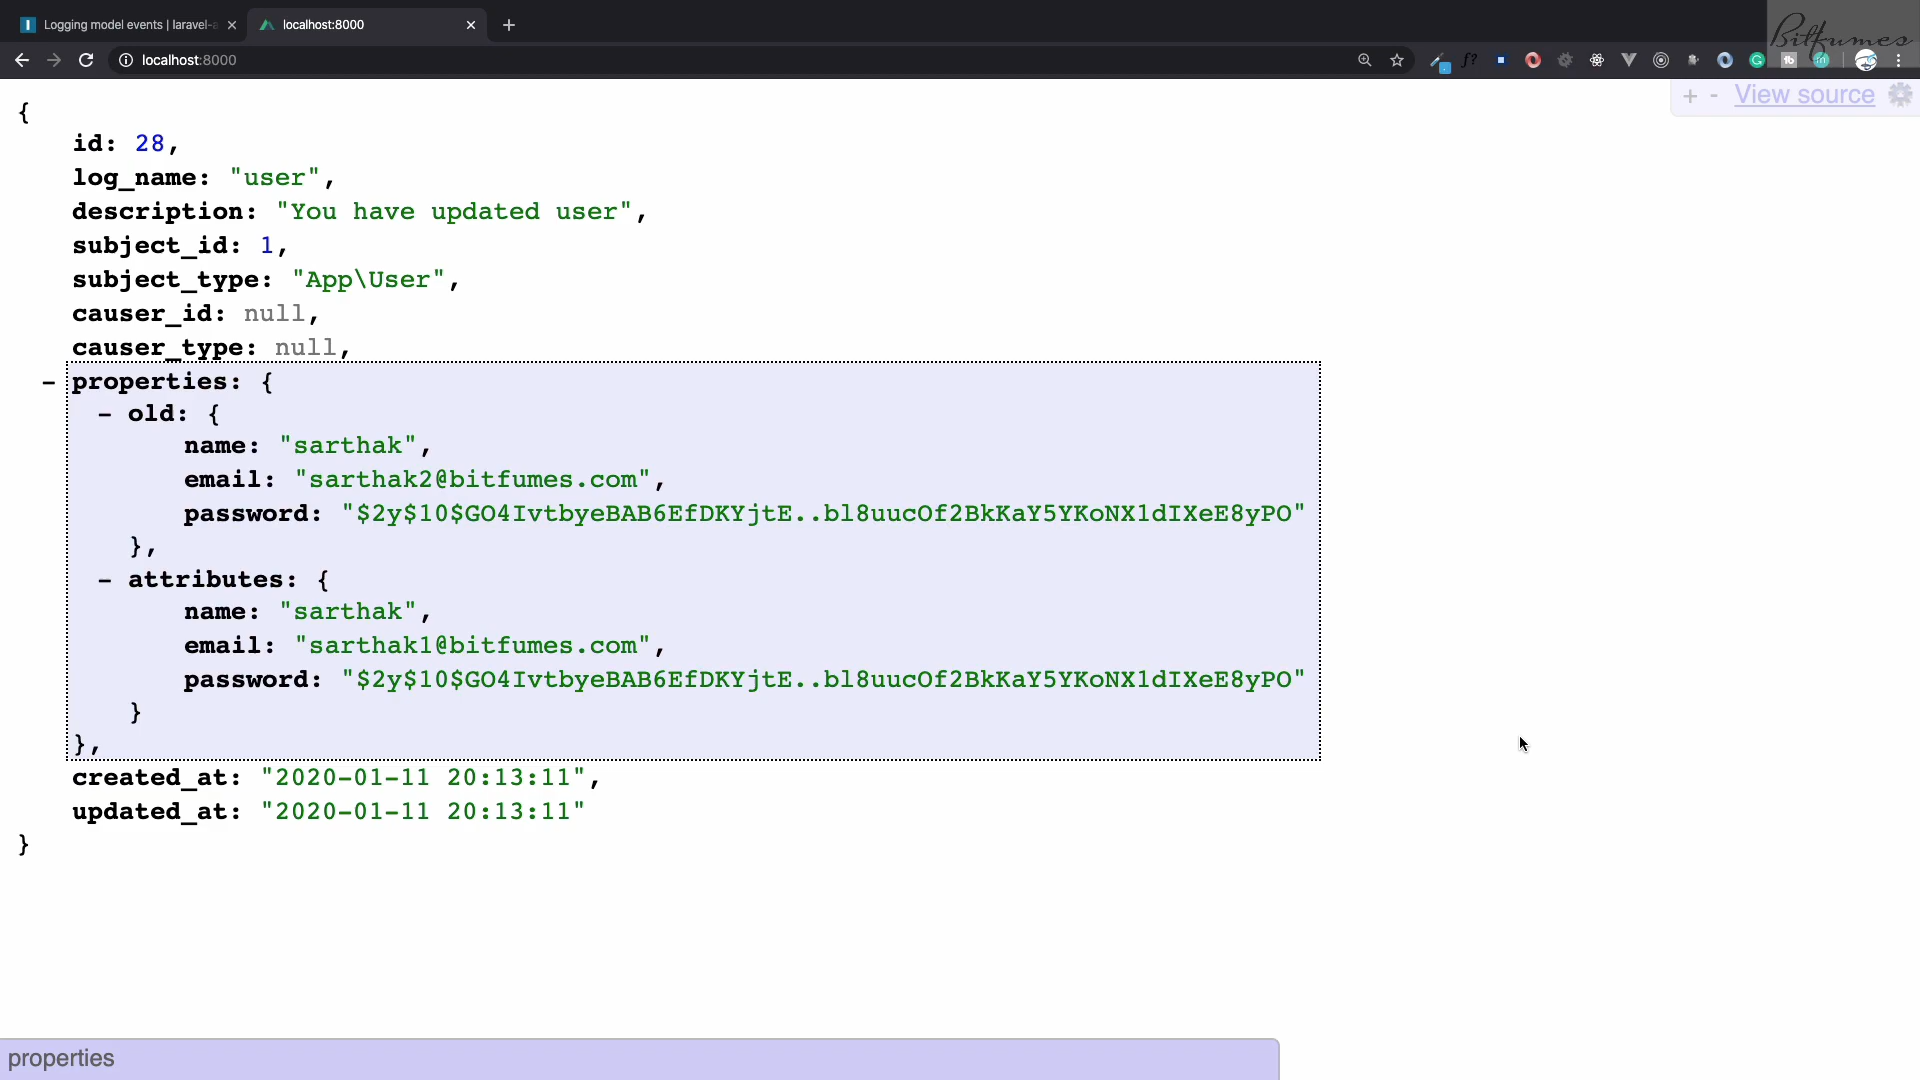 Logging model events | laravel-a
localhost:8000
Bitfumes
localhost:8000
+ - View source
{
id: 28,
log_name: "user",
description: "You have updated user",
subject_id: 1,
subject_type: "App\User",
causer_id: null,
causer_type: null,
- properties: {
- old: {
name: "sarthak",
email: "sarthak2@bitfumes.com",
password: "$2y$10$GO4IvtbyeBAB6EfDKYjtE..bl8uucOf2BkKaY5YKoNX1dIXeE8yPO"
},
- attributes: {
name: "sarthak",
email: "sarthak1@bitfumes.com",
password: "$2y$10$GO4IvtbyeBAB6EfDKYjtE..bl8uucOf2BkKaY5YKoNX1dIXeE8yPO"
}
},
created_at: "2020-01-11 20:13:11",
updated_at: "2020-01-11 20:13:11"
}
properties